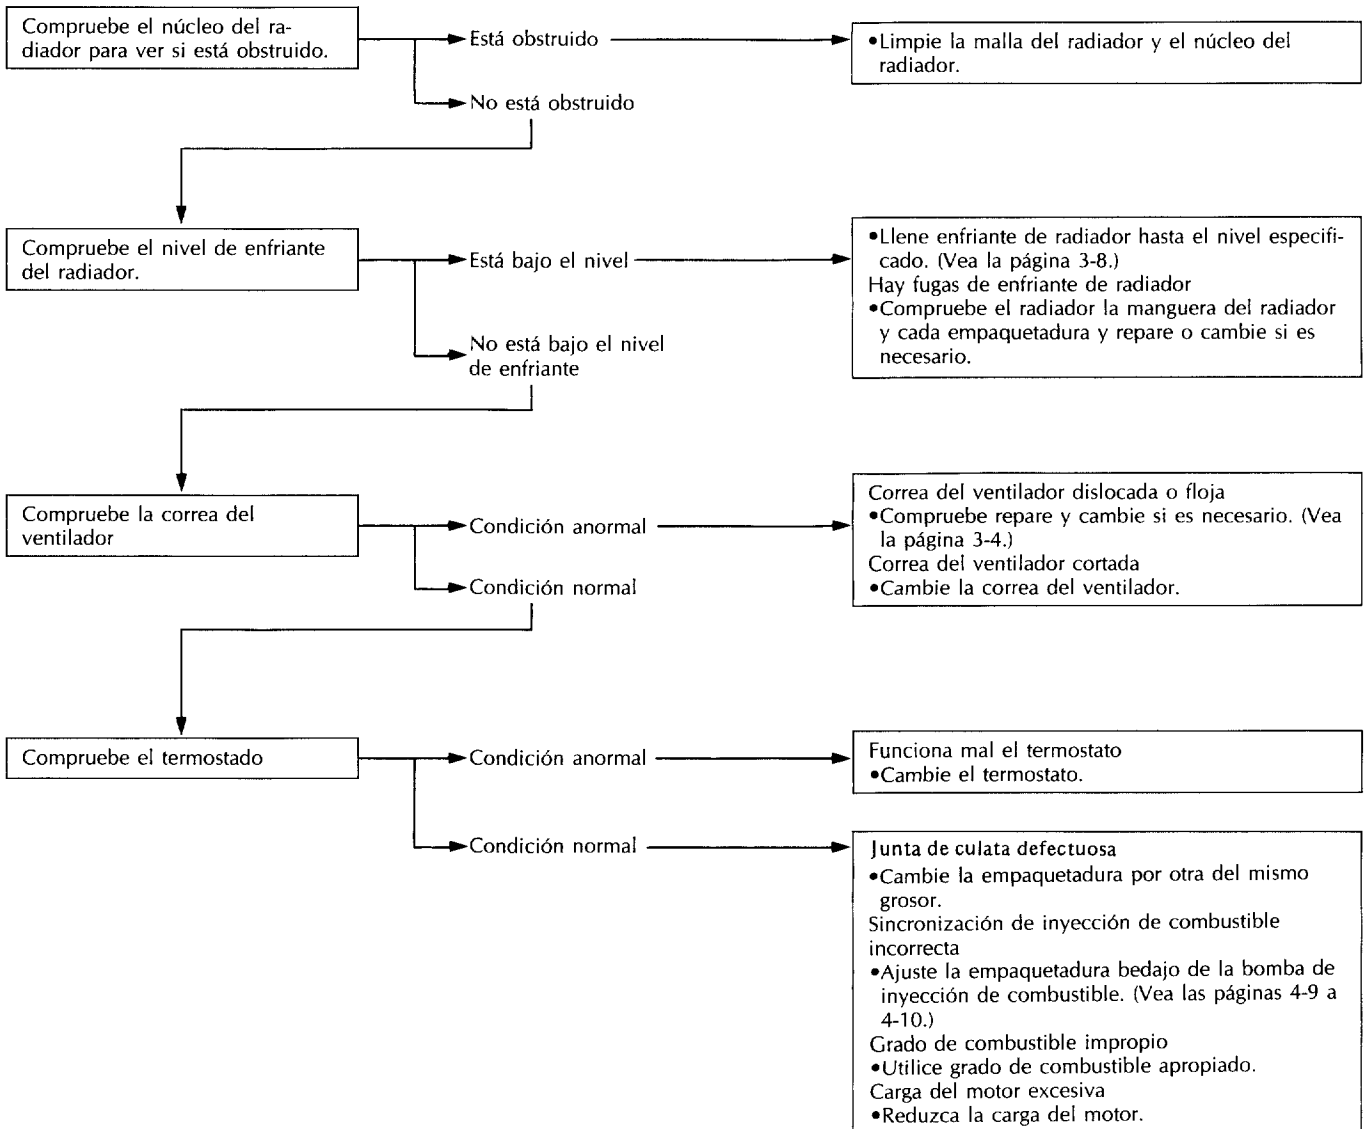 Compruebe el núcleo del ra-
diador para ver si está obstruido.
Está obstruido
•Limpie la malla del radiador y el núcleo del
radiador.
No está obstruido
Compruebe el nivel de enfriante
del radiador.
Está bajo el nivel
•Llene enfriante de radiador hasta el nivel especifi-
cado. (Vea la página 3-8.)
Hay fugas de enfriante de radiador
•Compruebe el radiador la manguera del radiador
y cada empaquetadura y repare o cambie si es
necesario.
No está bajo el nivel
de enfriante
Compruebe la correa del
ventilador
Condición anormal
Correa del ventilador dislocada o floja
•Compruebe repare y cambie si es necesario. (Vea
la página 3-4.)
Correa del ventilador cortada
•Cambie la correa del ventilador.
Condición normal
Compruebe el termostado
Condición anormal
Funciona mal el termostato
•Cambie el termostato.
Condición normal
Junta de culata defectuosa
•Cambie la empaquetadura por otra del mismo
grosor.
Sincronización de inyección de combustible
incorrecta
•Ajuste la empaquetadura bedajo de la bomba de
inyección de combustible. (Vea las páginas 4-9 a
4-10.)
Grado de combustible impropio
•Utilice grado de combustible apropiado.
Carga del motor excesiva
•Reduzca la carga del motor.